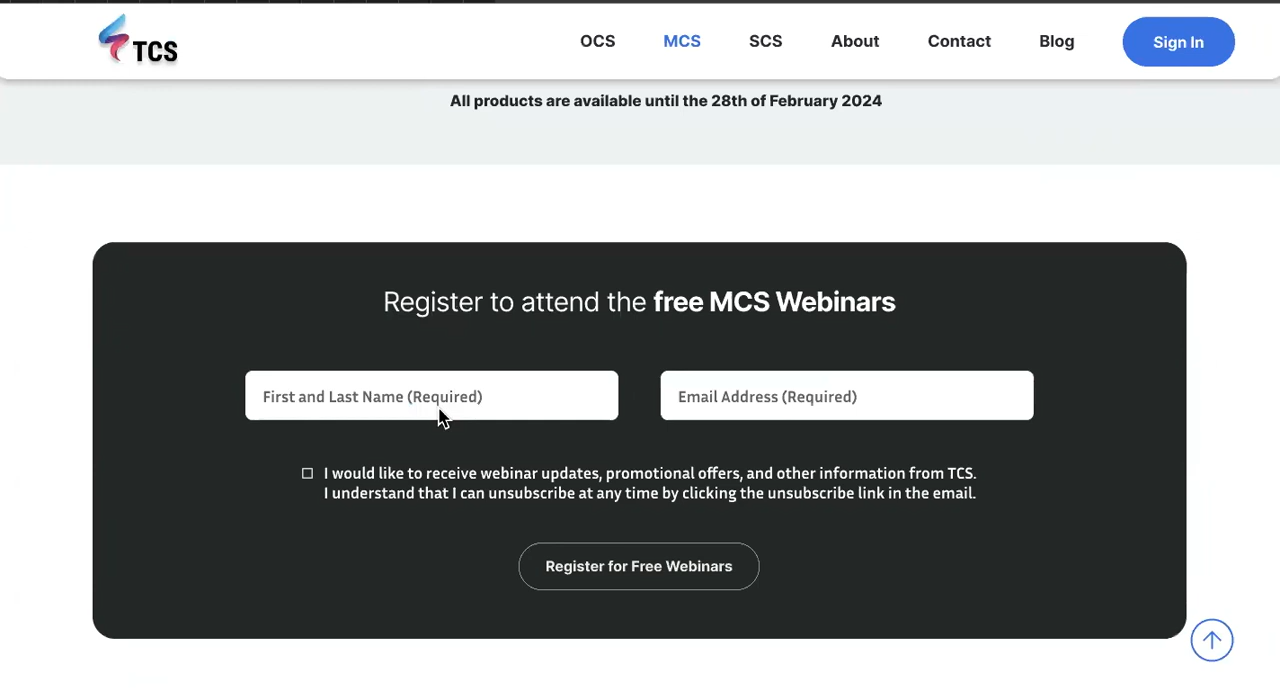 TCS
OCS
MCS
SCS
About
Contact
Blog
Sign In
All products are available until the 28th of February 2024
Register to attend the free MCS Webinars
First and Last Name (Required)
Email Address (Required)
I would like to receive webinar updates, promotional offers, and other information from TCS.
I understand that I can unsubscribe at any time by clicking the unsubscribe link in the email.
Register for Free Webinars